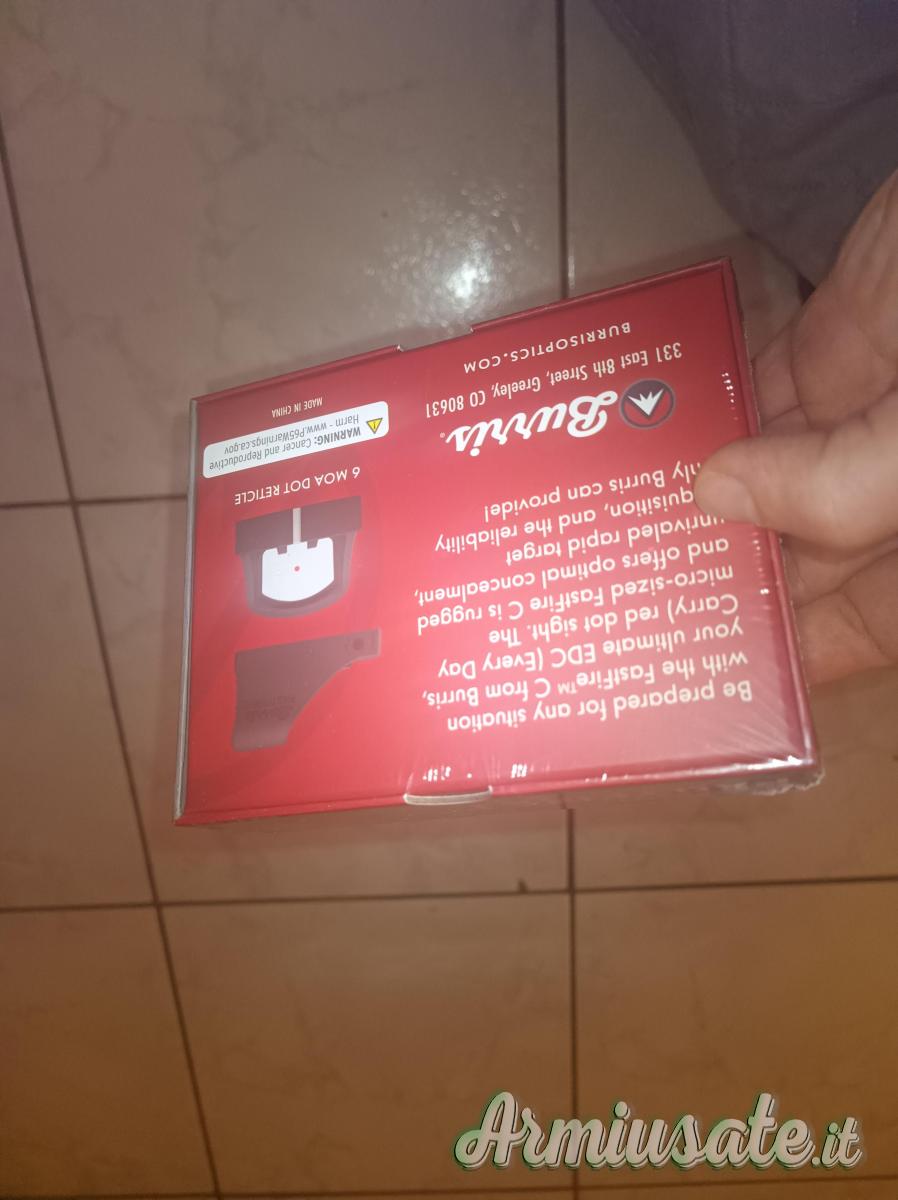 Be prepared for any situation
with the FastFire™ C from Burris,
your ultimate EDC (Every Day
Carry) red dot sight. The
micro-sized FastFire C is rugged
and offers optimal concealment,
unrivaled rapid target
and the reliability
Burris can provide!
Burris®
331 East 8th Street, Greeley, CO 80631
BURRISOPTICS.COM
6 MOA DOT RETICLE
WARNING: Cancer and Reproductive
Harm - www.P65Warnings.ca.gov
MADE IN CHINA
Armiusate.it